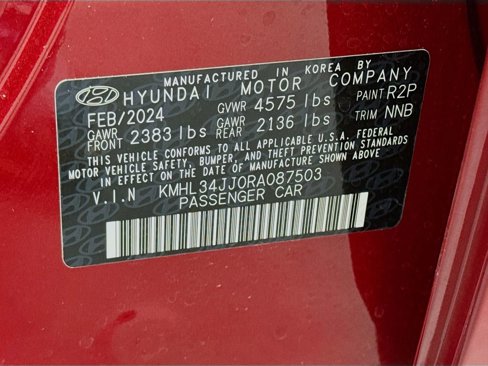 MANUFACTURED IN KOREA BY
HYUNDAI MOTOR COMPANY
FEB/2024 GVWR 4575 lbs PAINT R2P
GAWR FRONT 2383 lbs GAWR REAR 2136 lbs TRIM NNB
THIS VEHICLE CONFORMS TO ALL APPLICABLE U.S.A. FEDERAL
MOTOR VEHICLE SAFETY, BUMPER, AND THEFT PREVENTION STANDARDS
IN EFFECT ON THE DATE OF MANUFACTURE SHOWN ABOVE
V.I.N KMHL34JJ0RA087503
PASSENGER CAR